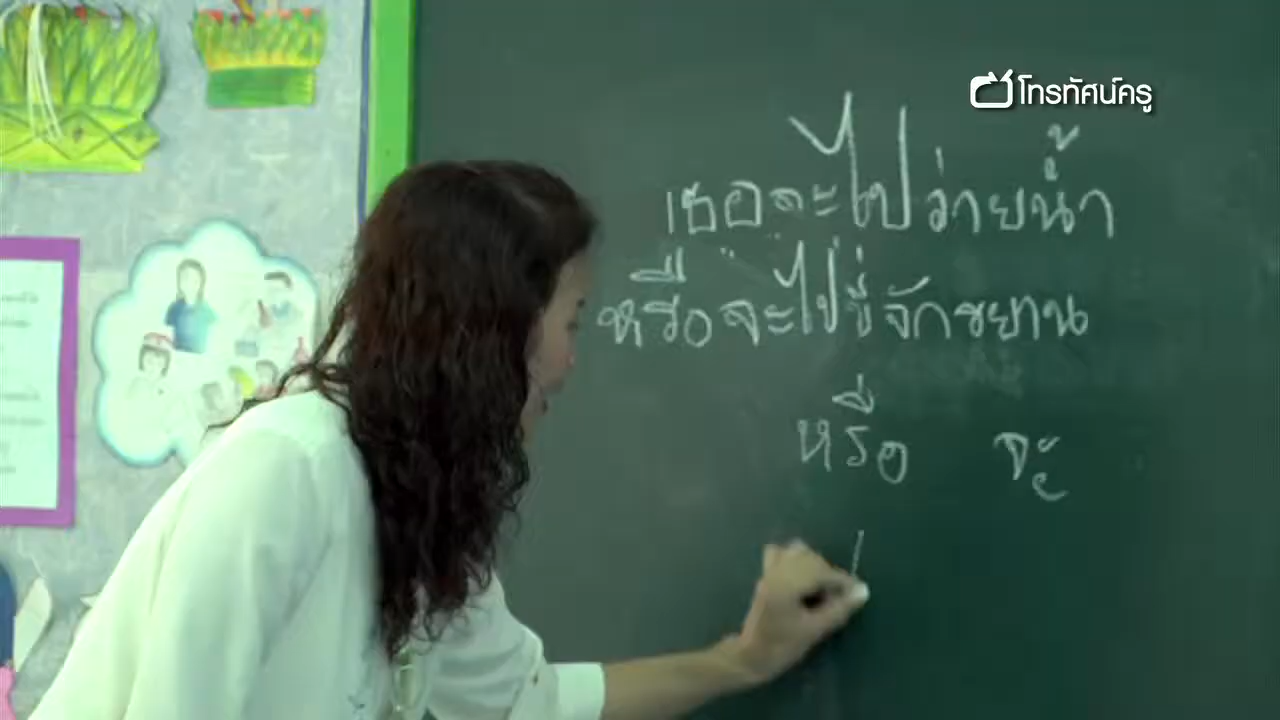 โทรทัศน์ครู
เธอจะไปว่ายน้ำ
หรือจะไปขี่จักรยาน
หรือ จะ